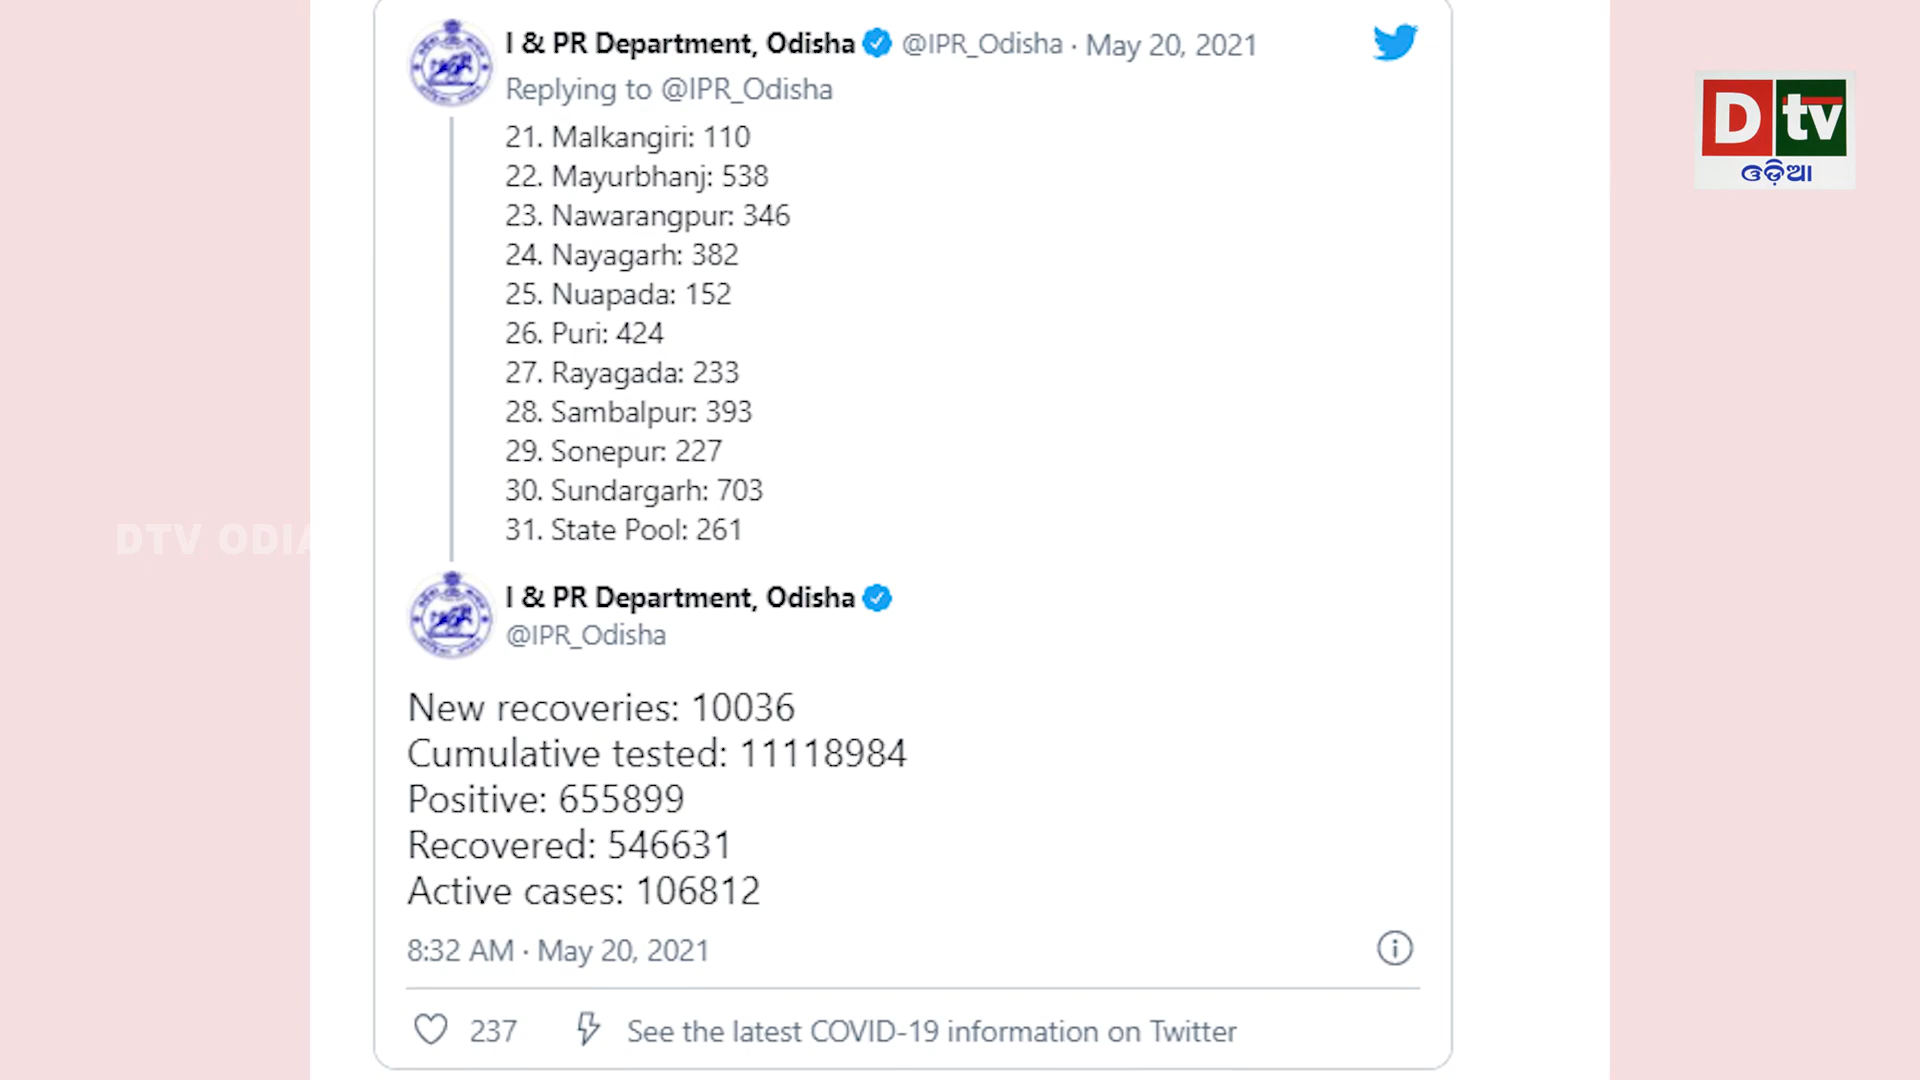 I & PR Department, Odisha @IPR_Odisha · May 20, 2021
Replying to @IPR_Odisha
21. Malkangiri: 110
22. Mayurbhanj: 538
23. Nawarangpur: 346
24. Nayagarh: 382
25. Nuapada: 152
26. Puri: 424
27. Rayagada: 233
28. Sambalpur: 393
29. Sonepur: 227
30. Sundargarh: 703
31. State Pool: 261
I & PR Department, Odisha
@IPR_Odisha
New recoveries: 10036
Cumulative tested: 11118984
Positive: 655899
Recovered: 546631
Active cases: 106812
8:32 AM · May 20, 2021
237 See the latest COVID-19 information on Twitter
D tv
ଓଡ଼ିଆ
DTV ODIA